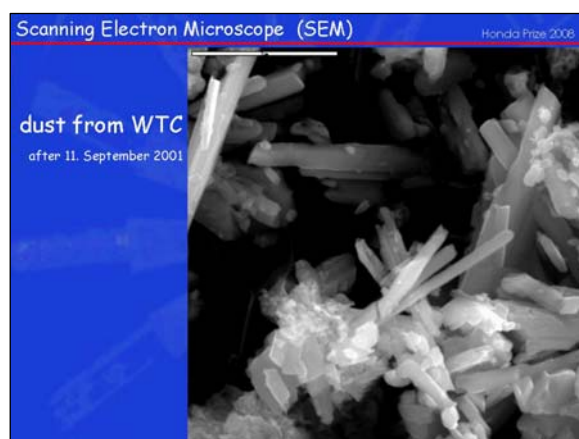 Scanning Electron Microscope (SEM)
Honda Prize 2008
dust from WTC
after 11. September 2001